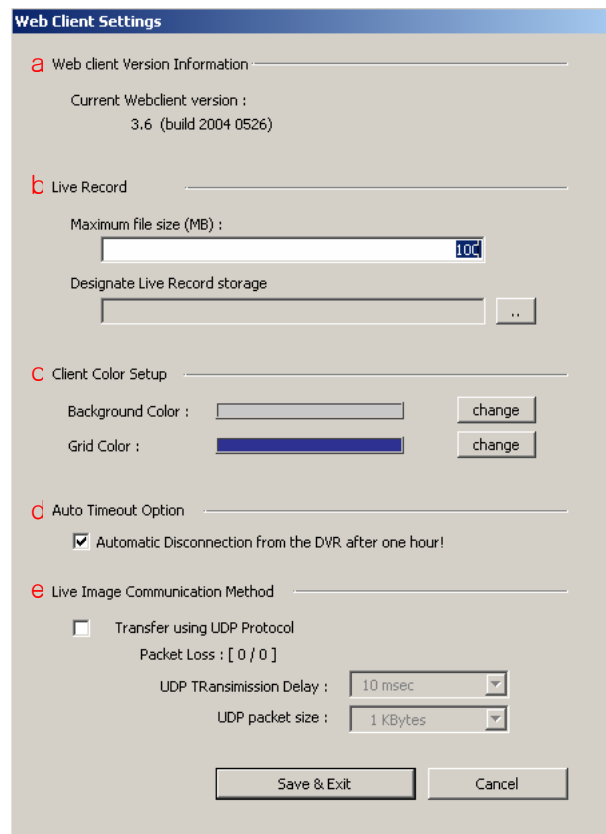 Web Client Settings
a Web client Version Information
Current Webclient version :
3.6 (build 2004 0526)
b Live Record
Maximum file size (MB) :
100
Designate Live Record storage
..
c Client Color Setup
Background Color : change
Grid Color : change
d Auto Timeout Option
Automatic Disconnection from the DVR after one hour!
e Live Image Communication Method
Transfer using UDP Protocol
Packet Loss : [ 0 / 0 ]
UDP TRansimission Delay : 10 msec
UDP packet size : 1 KBytes
Save & Exit Cancel